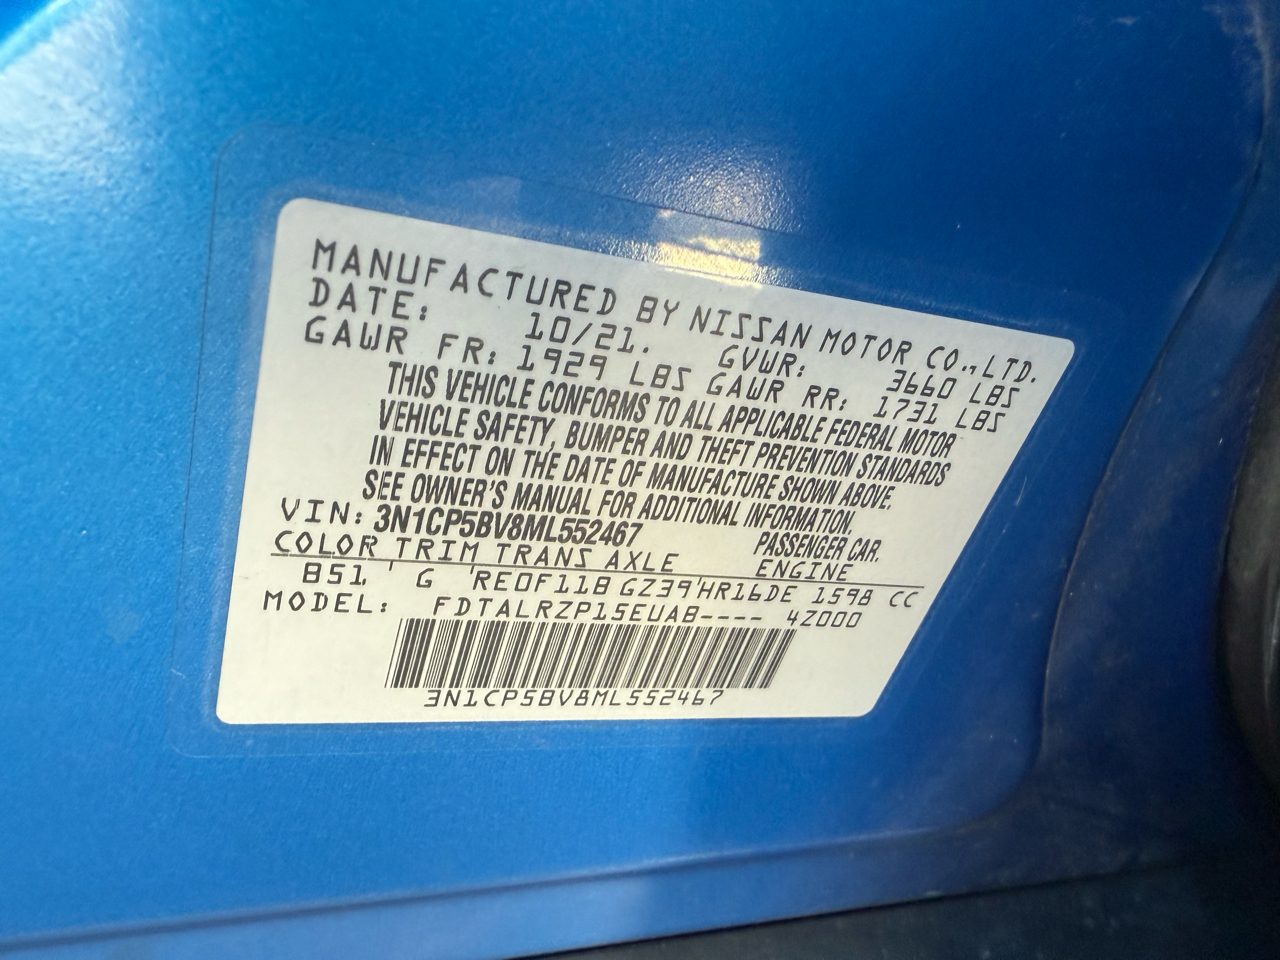 MANUFACTURED BY NISSAN MOTOR CO.,LTD.
DATE: 10/21. GVWR: 3660 LBS
GAWR FR: 1929 LBS GAWR RR: 1731 LBS
THIS VEHICLE CONFORMS TO ALL APPLICABLE FEDERAL MOTOR
VEHICLE SAFETY, BUMPER AND THEFT PREVENTION STANDARDS
IN EFFECT ON THE DATE OF MANUFACTURE SHOWN ABOVE.
SEE OWNER'S MANUAL FOR ADDITIONAL INFORMATION.
VIN: 3N1CP5BV8ML552467 PASSENGER CAR.
COLOR TRIM TRANS AXLE ENGINE
B51 G RE0F11B GZ39 HR16DE 1598 CC
MODEL: FDTALRZP15EUAB---- 4Z000
3N1CP5BV8ML552467